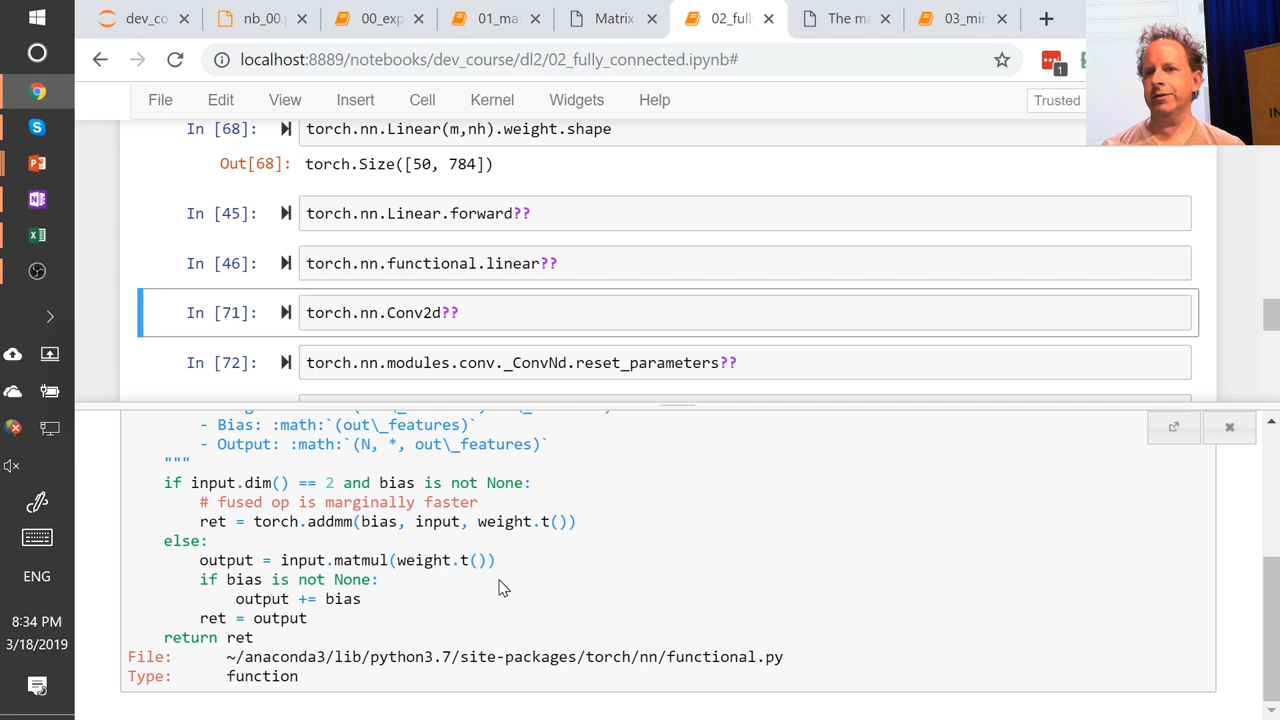 dev_co
nb_00.
00_exp
01_ma
Matrix
02_full
The ma
03_min
localhost:8889/notebooks/dev_course/dl2/02_fully_connected.ipynb#
1
File Edit View Insert Cell Kernel Widgets Help
Trusted
In [68]: torch.nn.Linear(m,nh).weight.shape
Out[68]: torch.Size([50, 784])
In [45]: torch.nn.Linear.forward??
In [46]: torch.nn.functional.linear??
In [71]: torch.nn.Conv2d??
In [72]: torch.nn.modules.conv._ConvNd.reset_parameters??
- Bias: :math:`(out\_features)`
- Output: :math:`(N, *, out\_features)`
"""
if input.dim() == 2 and bias is not None:
# fused op is marginally faster
ret = torch.addmm(bias, input, weight.t())
else:
output = input.matmul(weight.t())
if bias is not None:
output += bias
ret = output
return ret
File: ~/anaconda3/lib/python3.7/site-packages/torch/nn/functional.py
Type: function
ENG
8:34 PM
3/18/2019